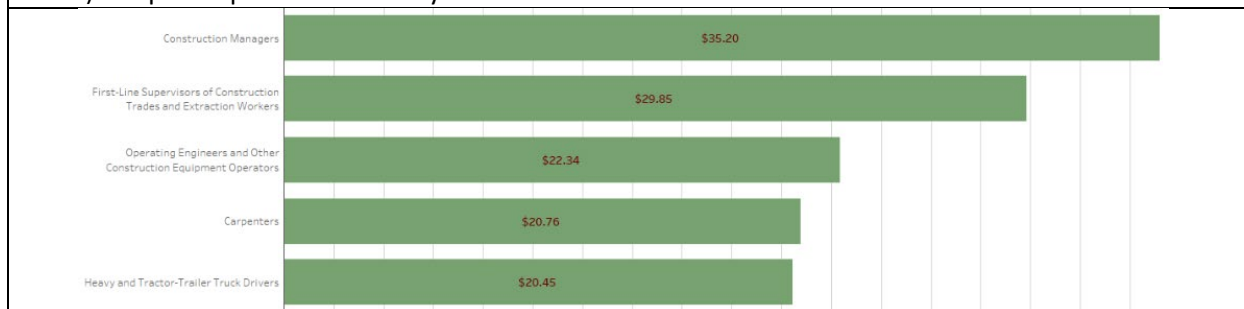 Construction Managers
$35.20
First-Line Supervisors of Construction
Trades and Extraction Workers
$29.85
Operating Engineers and Other
Construction Equipment Operators
$22.34
Carpenters
$20.76
Heavy and Tractor-Trailer Truck Drivers
$20.45